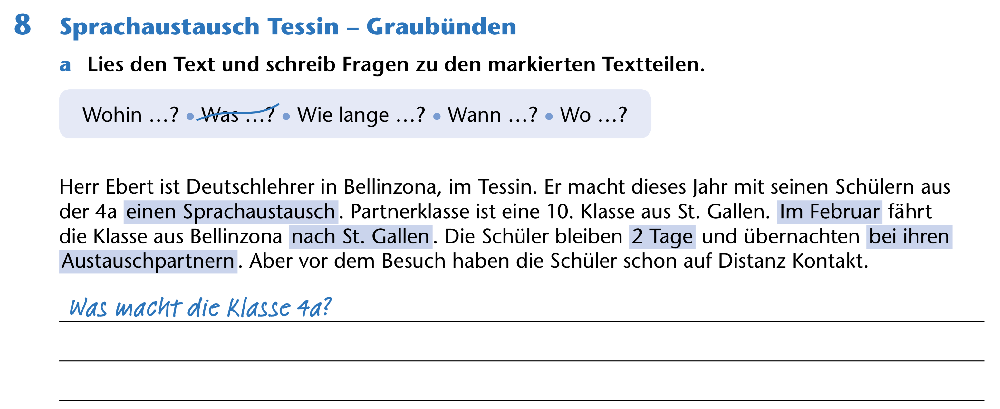 8 Sprachaustausch Tessin – Graubünden
a Lies den Text und schreib Fragen zu den markierten Textteilen.
Wohin …? • Was …? • Wie lange …? • Wann …? • Wo …?
Herr Ebert ist Deutschlehrer in Bellinzona, im Tessin. Er macht dieses Jahr mit seinen Schülern aus
der 4a einen Sprachaustausch. Partnerklasse ist eine 10. Klasse aus St. Gallen. Im Februar fährt
die Klasse aus Bellinzona nach St. Gallen. Die Schüler bleiben 2 Tage und übernachten bei ihren
Austauschpartnern. Aber vor dem Besuch haben die Schüler schon auf Distanz Kontakt.
Was macht die Klasse 4a?